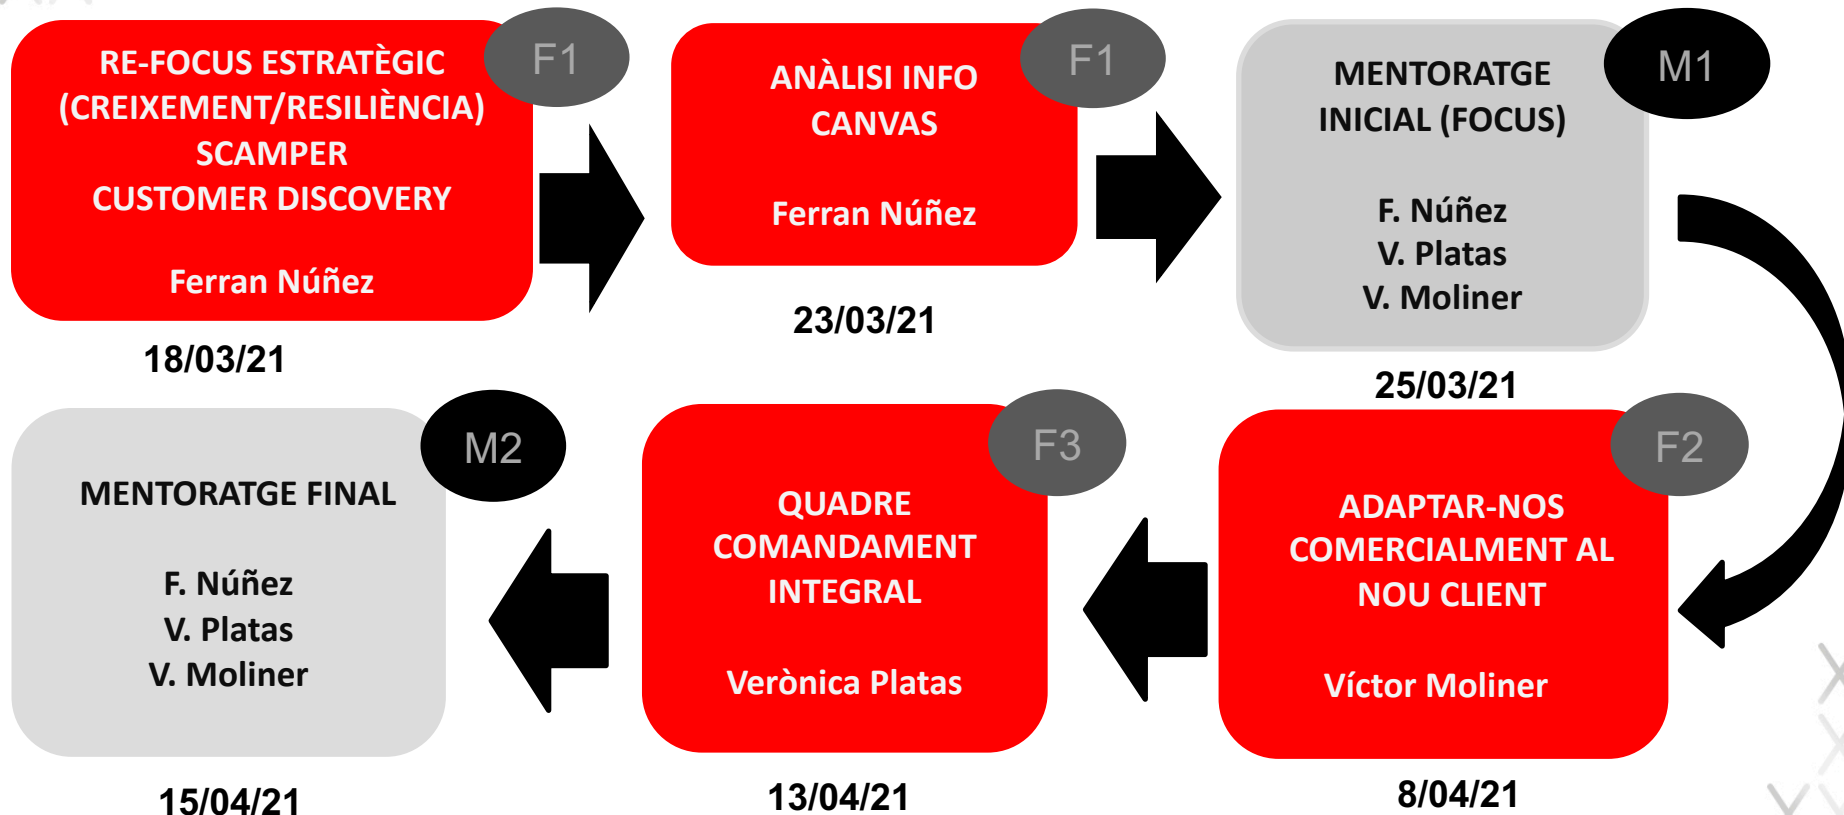 RE-FOCUS ESTRATÈGIC
(CREIXEMENT/RESILIÈNCIA)
SCAMPER
CUSTOMER DISCOVERY
Ferran Núñez
F1
18/03/21
ANÀLISI INFO
CANVAS
Ferran Núñez
F1
23/03/21
MENTORATGE
INICIAL (FOCUS)
F. Núñez
V. Platas
V. Moliner
M1
25/03/21
ADAPTAR-NOS
COMERCIALMENT AL
NOU CLIENT
Víctor Moliner
F2
8/04/21
QUADRE
COMANDAMENT
INTEGRAL
Verònica Platas
F3
13/04/21
MENTORATGE FINAL
F. Núñez
V. Platas
V. Moliner
M2
15/04/21